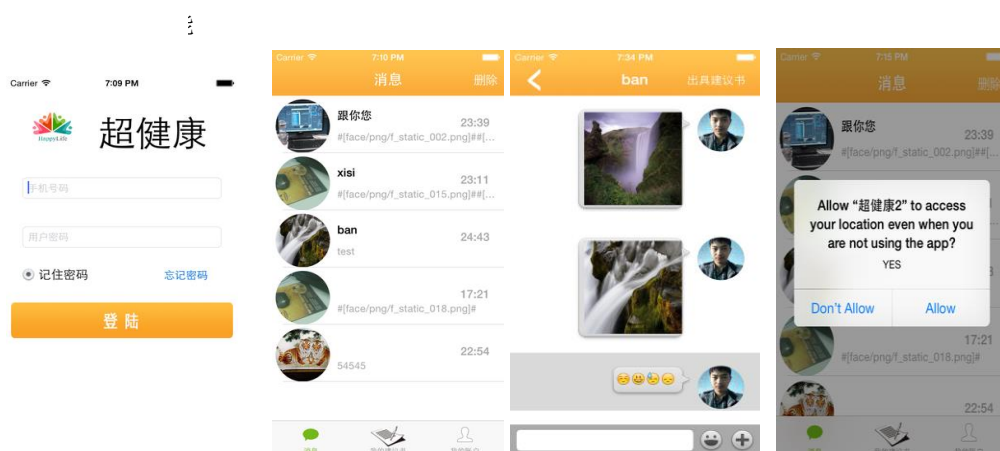 Carrier
7:09 PM
HappyLife
超健康
手机号码
用户密码
记住密码
忘记密码
登 陆
Carrier
7:10 PM
消息
删除
跟你您
23:39
#[face/png/f_static_002.png]##[...
xisi
23:11
#[face/png/f_static_015.png]##[...
ban
24:43
test
17:21
#[face/png/f_static_018.png]#
22:54
54545
消息
Carrier
7:34 PM
ban
出具建议书
Carrier
7:15 PM
消息
删除
跟你您
23:39
#[face/png/f_static_002.png]##[...
Allow “超健康2” to access
your location even when you
are not using the app?
YES
Don't Allow
Allow
17:21
#[face/png/f_static_018.png]#
22:54